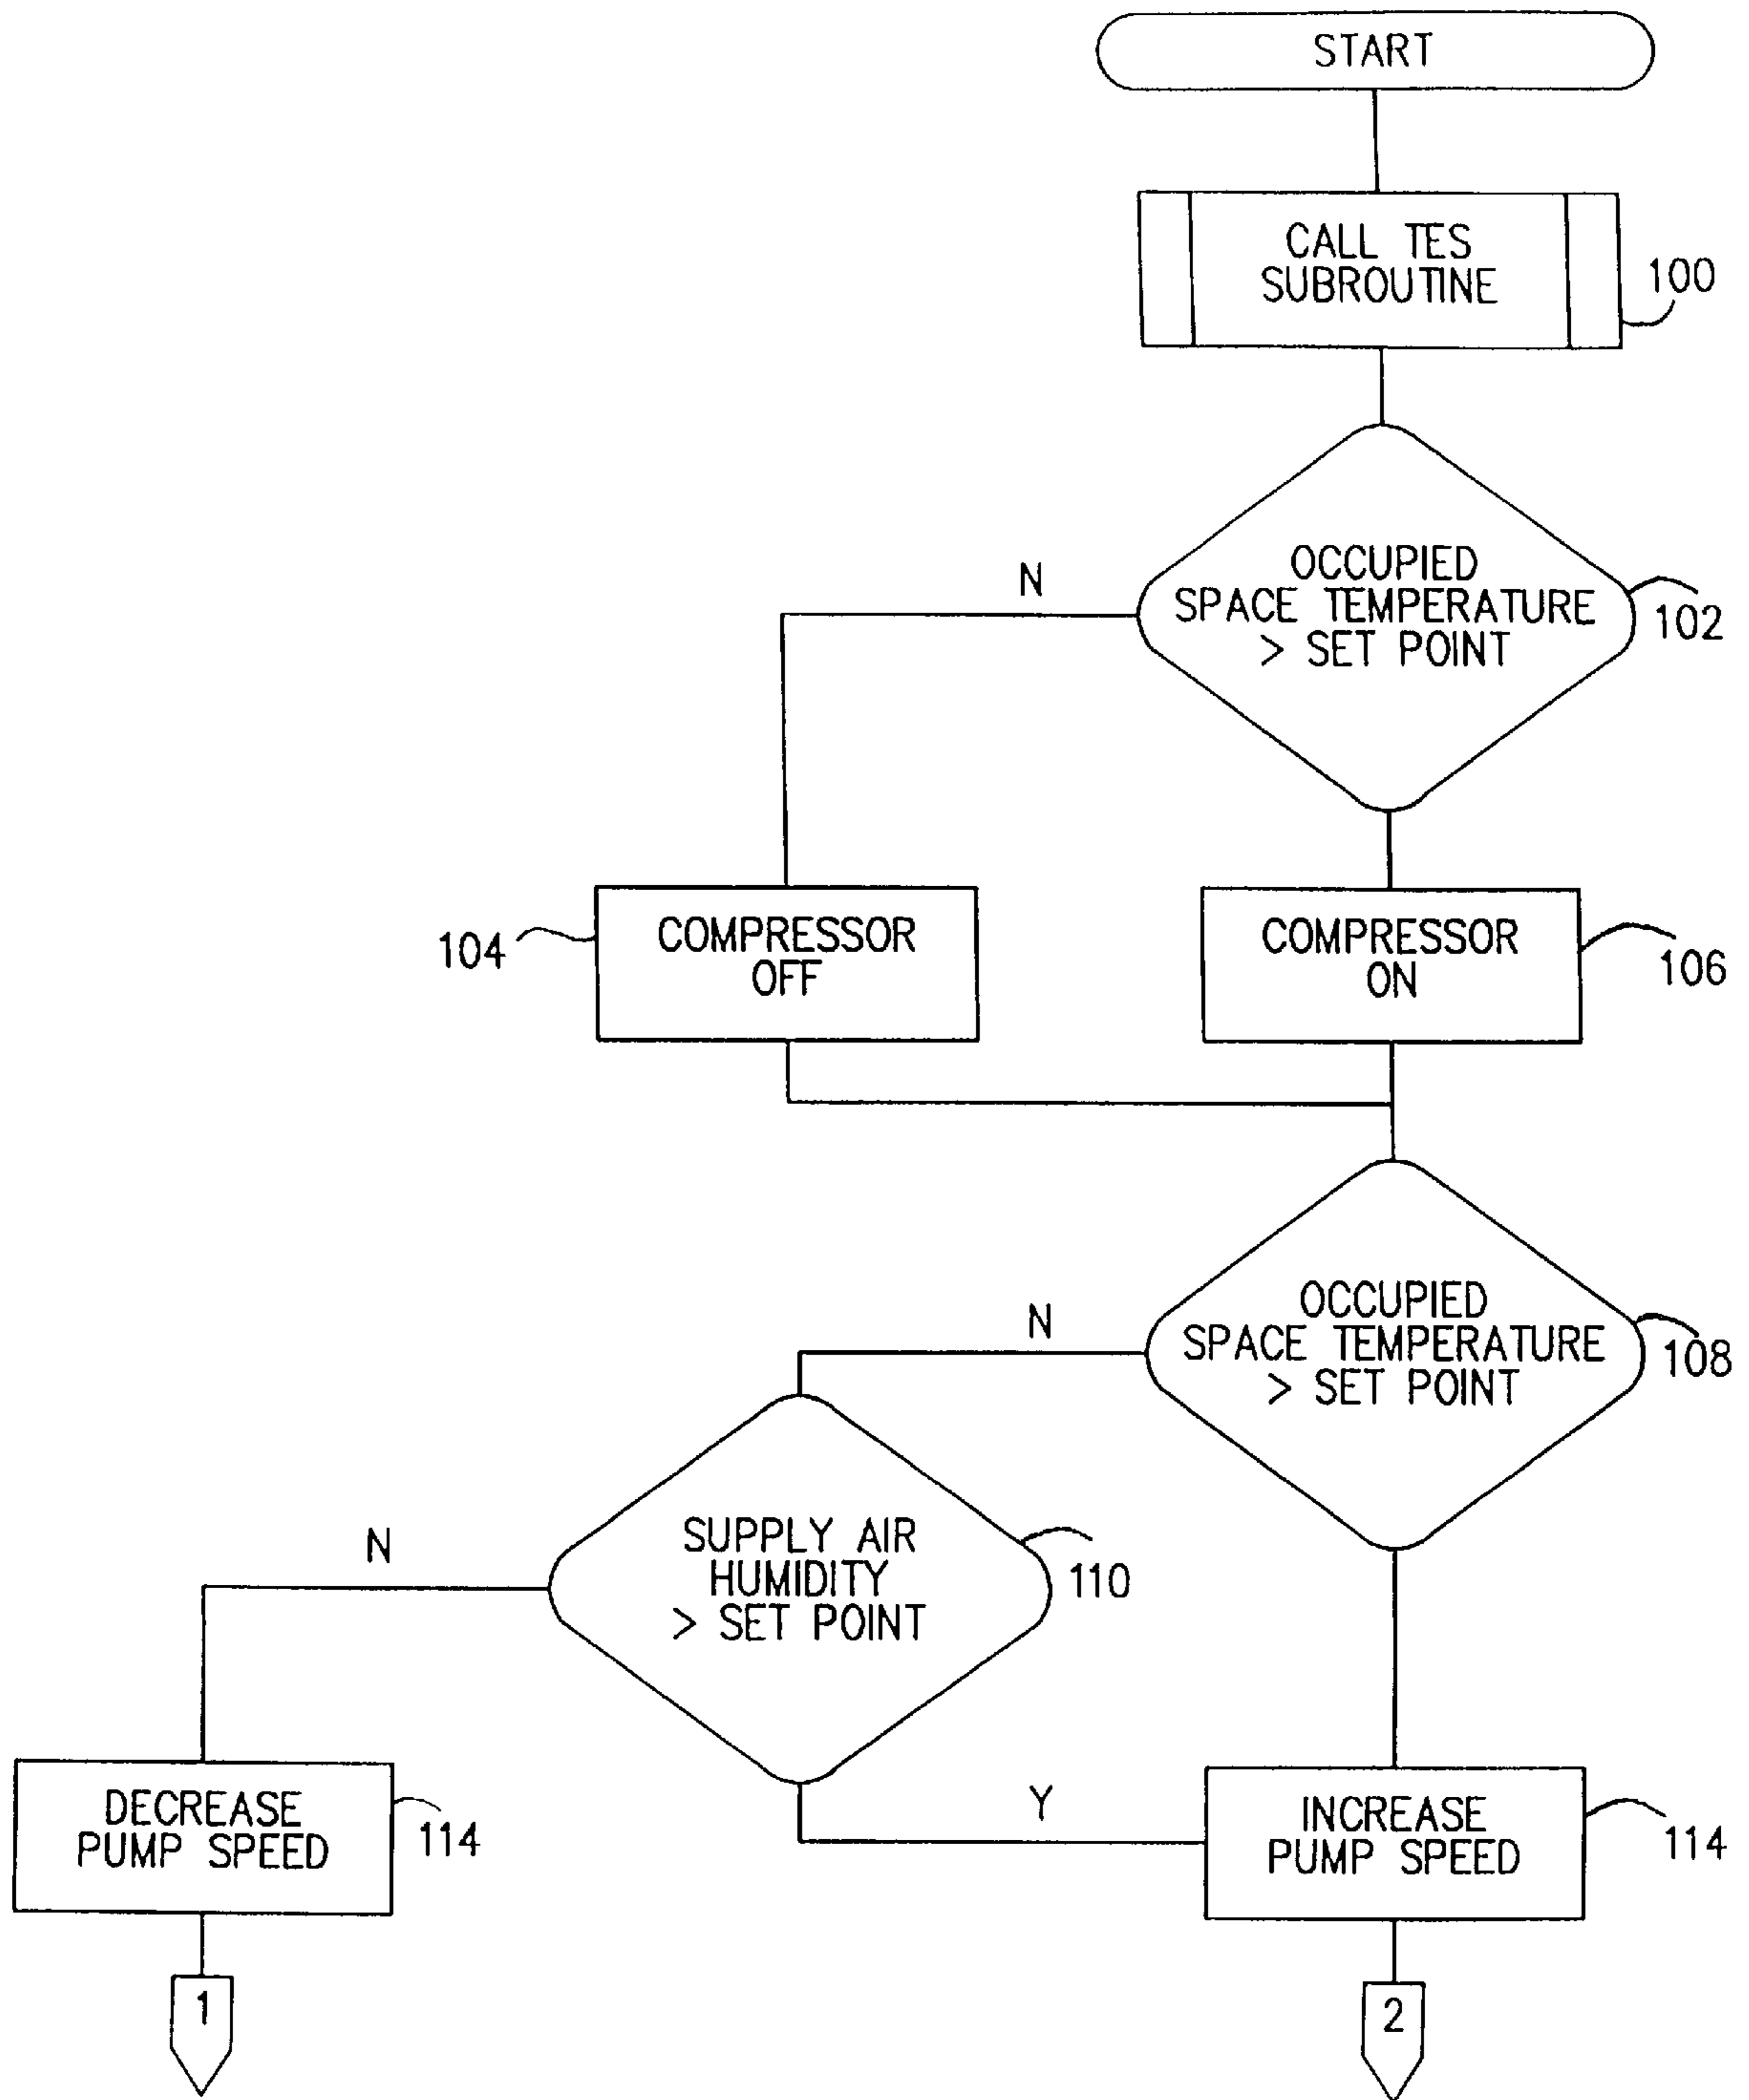 START
CALL TES
SUBROUTINE
100
OCCUPIED
SPACE TEMPERATURE
> SET POINT
102
N
COMPRESSOR
OFF
104
COMPRESSOR
ON
106
OCCUPIED
SPACE TEMPERATURE
> SET POINT
108
N
SUPPLY AIR
HUMIDITY
> SET POINT
110
N
Y
DECREASE
PUMP SPEED
114
INCREASE
PUMP SPEED
114
1
2